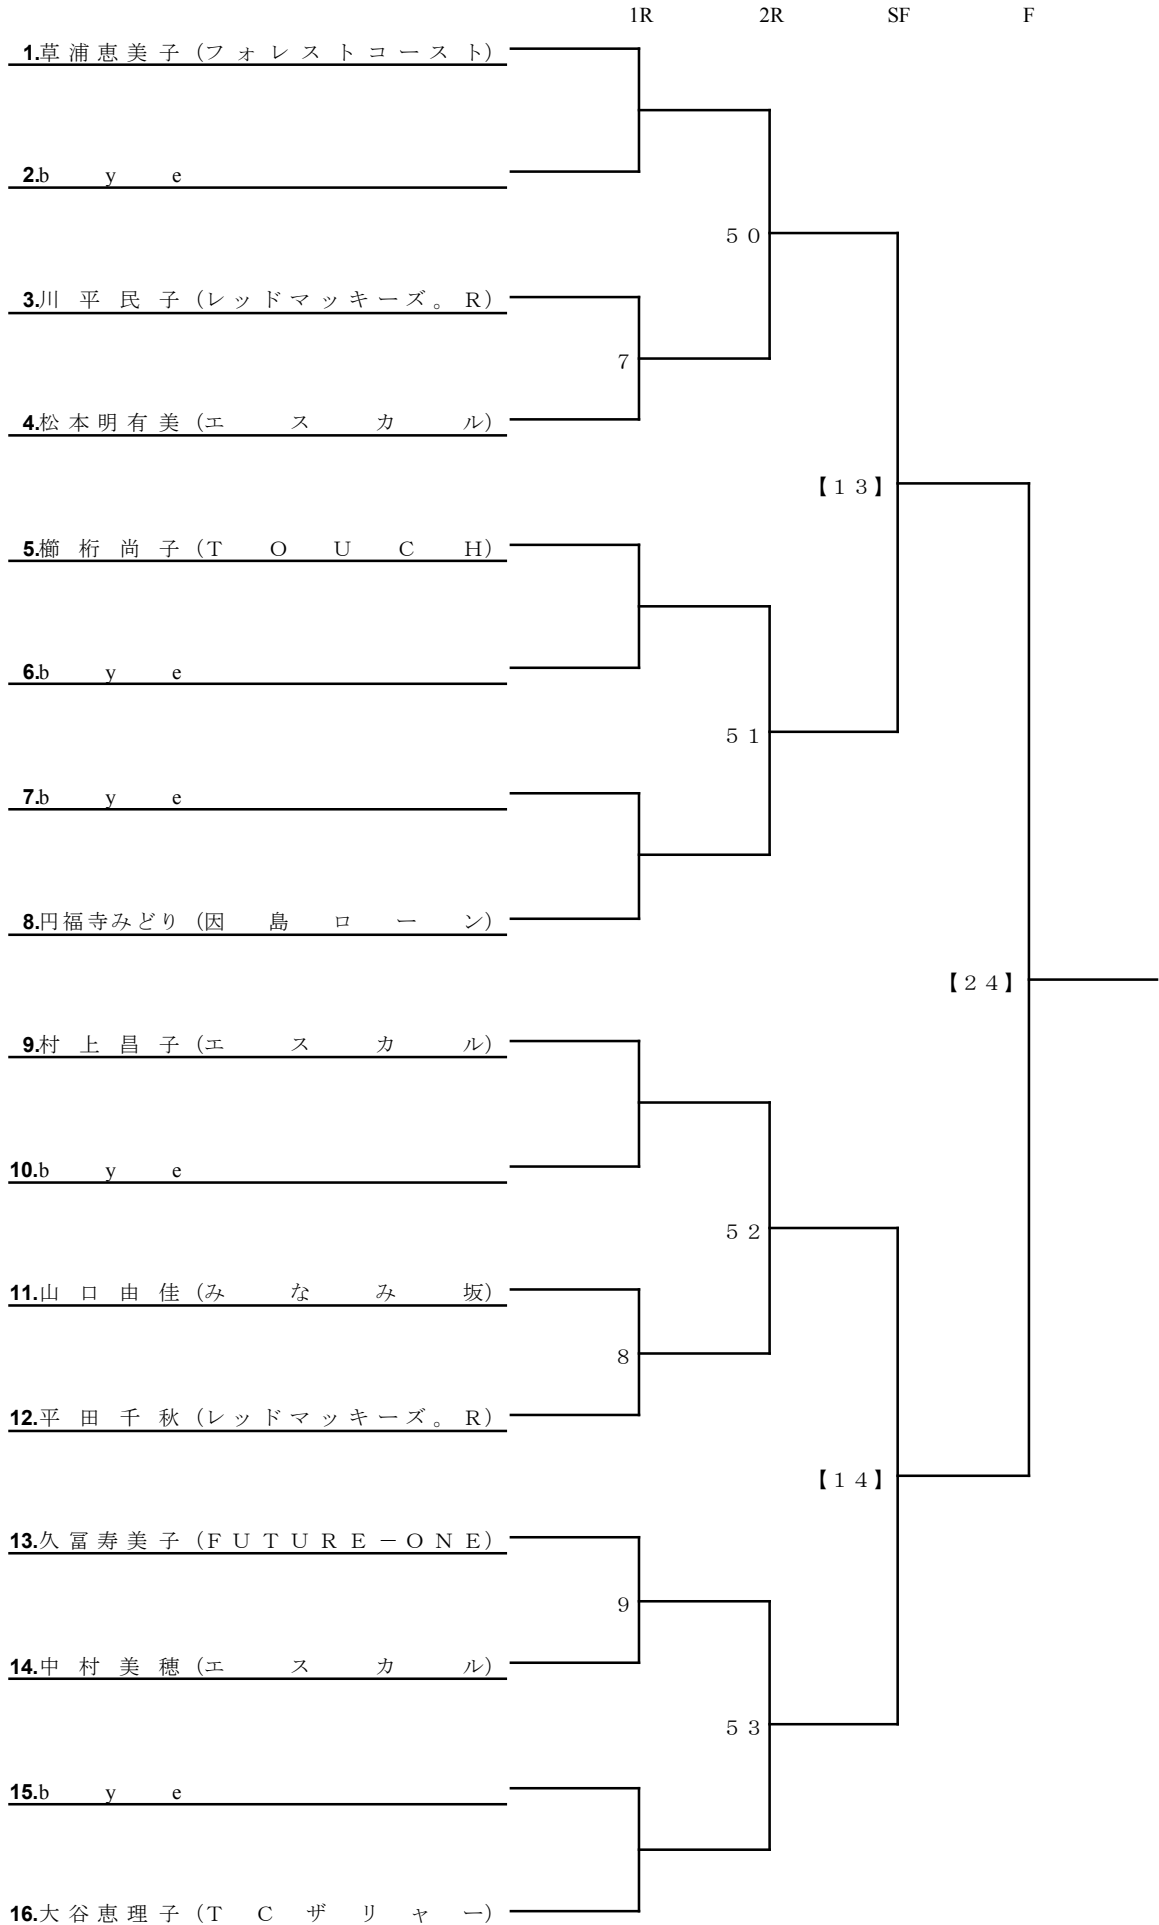 1R 2R SF F
1.草浦恵美子(フォレストコースト)
2.bye
50
3.川平民子(レッドマッキーズ。R)
7
4.松本明有美(エスカル)
【13】
5.櫛桁尚子(TOUCH)
6.bye
51
7.bye
8.円福寺みどり(因島ローン)
【24】
9.村上昌子(エスカル)
10.bye
52
11.山口由佳(みなみ坂)
8
12.平田千秋(レッドマッキーズ。R)
【14】
13.久冨寿美子(FUTURE－ONE)
9
14.中村美穂(エスカル)
53
15.bye
16.大谷恵理子(TCザリャー)